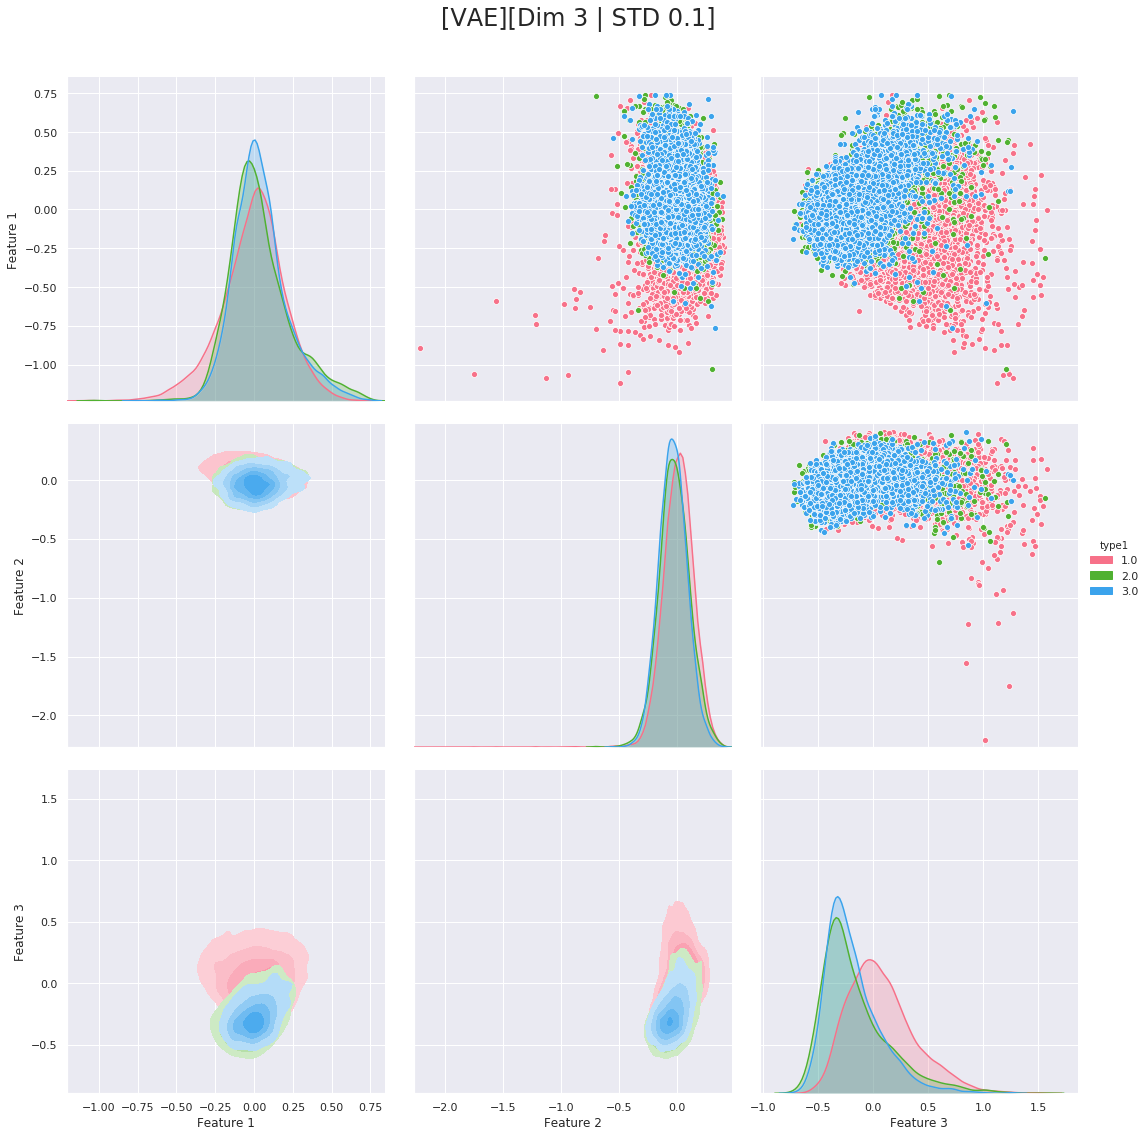 [VAE][Dim 3 | STD 0.1]
0.75
0.50
0.25
0.00
−0.25
−0.50
−0.75
−1.00
Feature 1
0.0
−0.5
−1.0
−1.5
−2.0
Feature 2
type1
1.0
2.0
3.0
1.5
1.0
0.5
0.0
−0.5
Feature 3
−1.00 −0.75 −0.50 −0.25 0.00 0.25 0.50 0.75
Feature 1
−2.0 −1.5 −1.0 −0.5 0.0
Feature 2
−1.0 −0.5 0.0 0.5 1.0 1.5
Feature 3